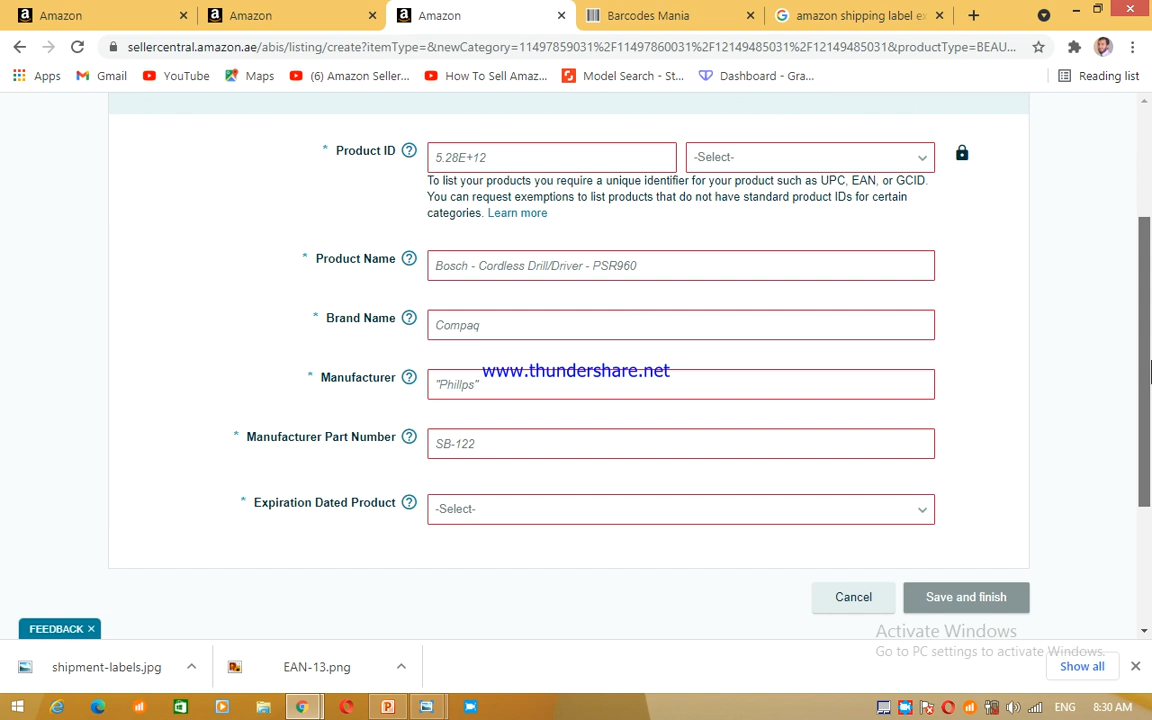 Amazon
Amazon
Amazon
Barcodes Mania
amazon shipping label ex
sellercentral.amazon.ae/abis/listing/create?itemType=&newCategory=11497859031%2F11497860031%2F12149485031%2F12149485031&productType=BEAU...
Apps
Gmail
YouTube
Maps
(6) Amazon Seller...
How To Sell Amaz...
Model Search - St...
Dashboard - Gra...
Reading list
* Product ID ?
5.28E+12
-Select-
To list your products you require a unique identifier for your product such as UPC, EAN, or GCID.
You can request exemptions to list products that do not have standard product IDs for certain
categories. Learn more
* Product Name ?
Bosch - Cordless Drill/Driver - PSR960
* Brand Name ?
Compaq
www.thundershare.net
* Manufacturer ?
"Phillps"
* Manufacturer Part Number ?
SB-122
* Expiration Dated Product ?
-Select-
Cancel
Save and finish
FEEDBACK ×
Activate Windows
Go to PC settings to activate Windows.
shipment-labels.jpg
EAN-13.png
Show all
ENG
8:30 AM